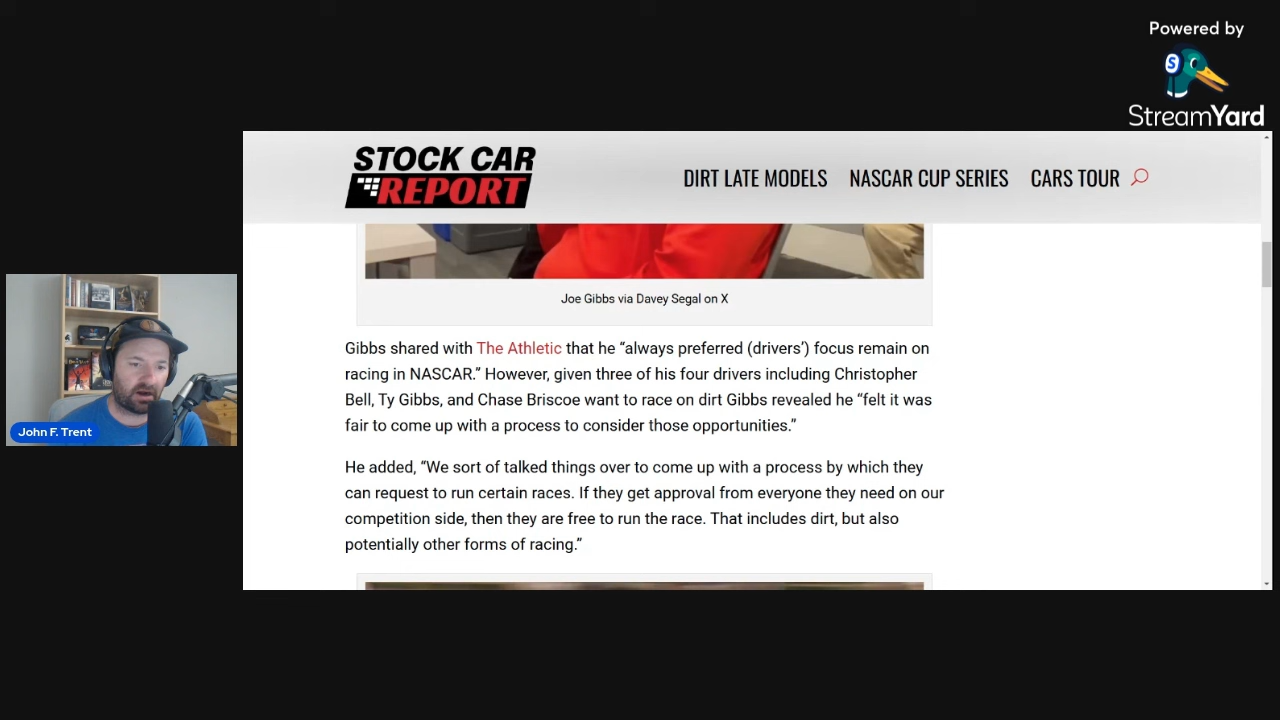 Powered by
StreamYard
STOCK CAR
REPORT
DIRT LATE MODELS NASCAR CUP SERIES CARS TOUR
Joe Gibbs via Davey Segal on X
Gibbs shared with The Athletic that he “always preferred (drivers’) focus remain on
racing in NASCAR.” However, given three of his four drivers including Christopher
Bell, Ty Gibbs, and Chase Briscoe want to race on dirt Gibbs revealed he “felt it was
fair to come up with a process to consider those opportunities.”
He added, “We sort of talked things over to come up with a process by which they
can request to run certain races. If they get approval from everyone they need on our
competition side, then they are free to run the race. That includes dirt, but also
potentially other forms of racing.”
John F. Trent